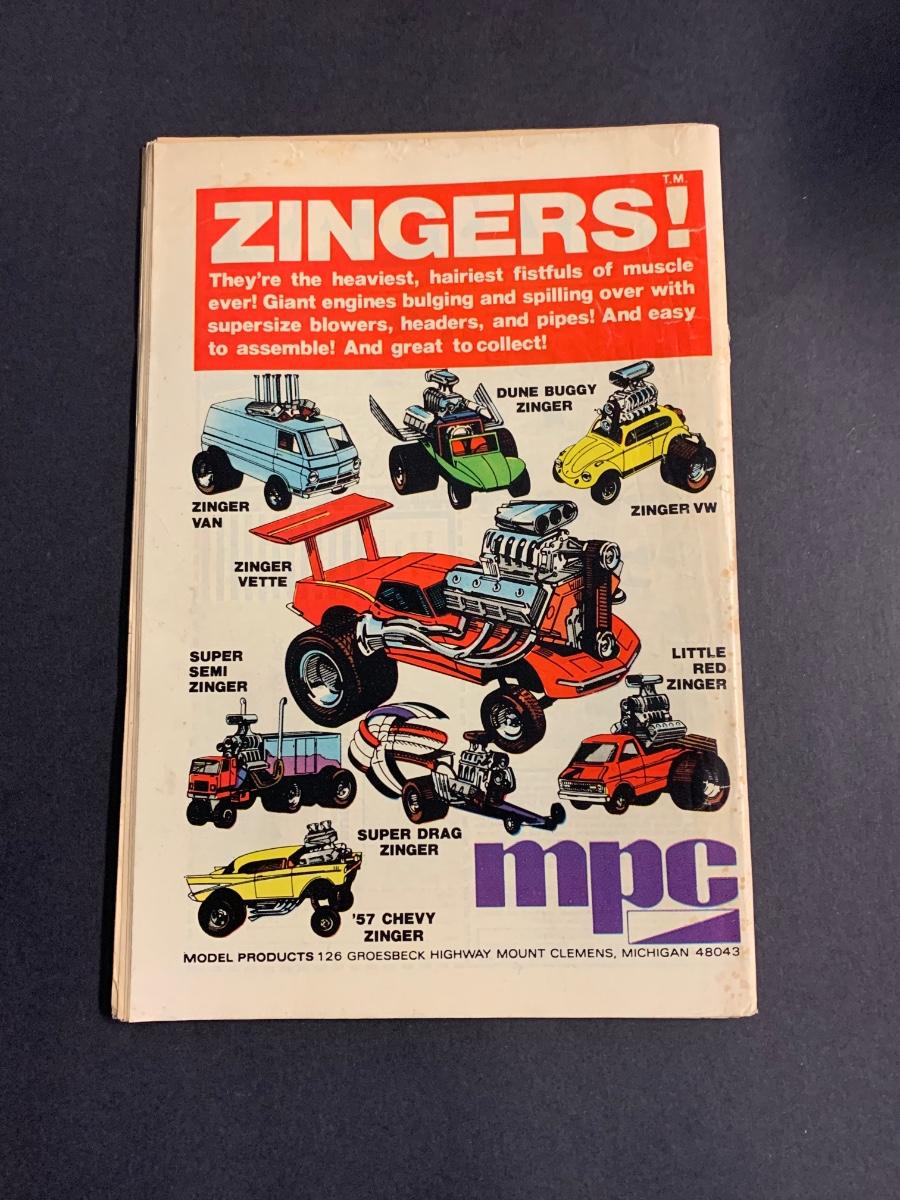 ZINGERS!
T.M.
They're the heaviest, hairiest fistfuls of muscle
ever! Giant engines bulging and spilling over with
supersize blowers, headers, and pipes! And easy
to assemble! And great to collect!
DUNE BUGGY
ZINGER
ZINGER
VAN
ZINGER VW
ZINGER
VETTE
SUPER
SEMI
ZINGER
LITTLE
RED
ZINGER
SUPER DRAG
ZINGER
'57 CHEVY
ZINGER
mpc
MODEL PRODUCTS 126 GROESBECK HIGHWAY MOUNT CLEMENS, MICHIGAN 48043